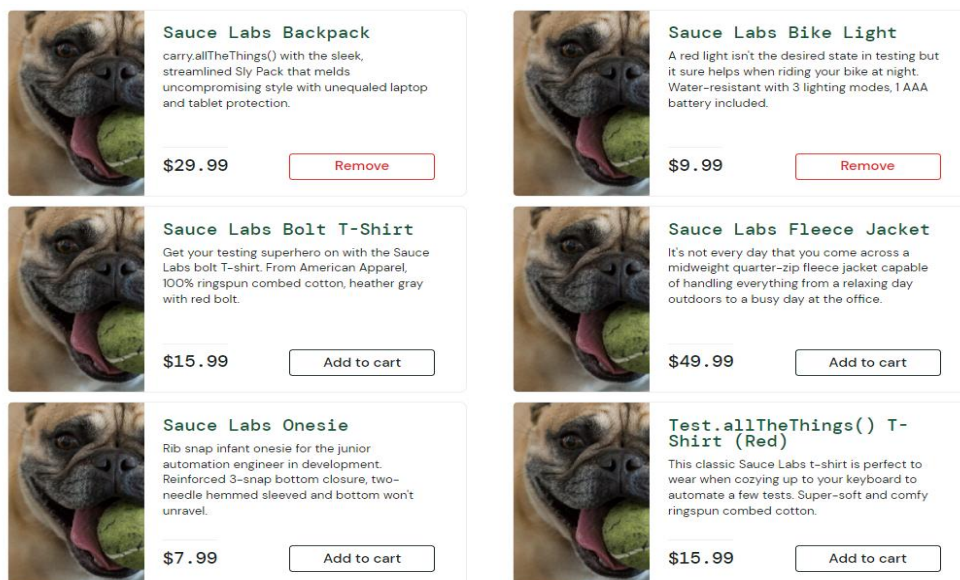 Sauce Labs Backpack
carry.allTheThings() with the sleek,
streamlined Sly Pack that melds
uncompromising style with unequaled laptop
and tablet protection.
$29.99
Remove
Sauce Labs Bike Light
A red light isn't the desired state in testing but
it sure helps when riding your bike at night.
Water-resistant with 3 lighting modes, 1 AAA
battery included.
$9.99
Remove
Sauce Labs Bolt T-Shirt
Get your testing superhero on with the Sauce
Labs bolt T-shirt. From American Apparel,
100% ringspun combed cotton, heather gray
with red bolt.
$15.99
Add to cart
Sauce Labs Fleece Jacket
It's not every day that you come across a
midweight quarter-zip fleece jacket capable
of handling everything from a relaxing day
outdoors to a busy day at the office.
$49.99
Add to cart
Sauce Labs Onesie
Rib snap infant onesie for the junior
automation engineer in development.
Reinforced 3-snap bottom closure, two-
needle hemmed sleeved and bottom won't
unravel.
$7.99
Add to cart
Test.allTheThings() T-
Shirt (Red)
This classic Sauce Labs t-shirt is perfect to
wear when cozying up to your keyboard to
automate a few tests. Super-soft and comfy
ringspun combed cotton.
$15.99
Add to cart